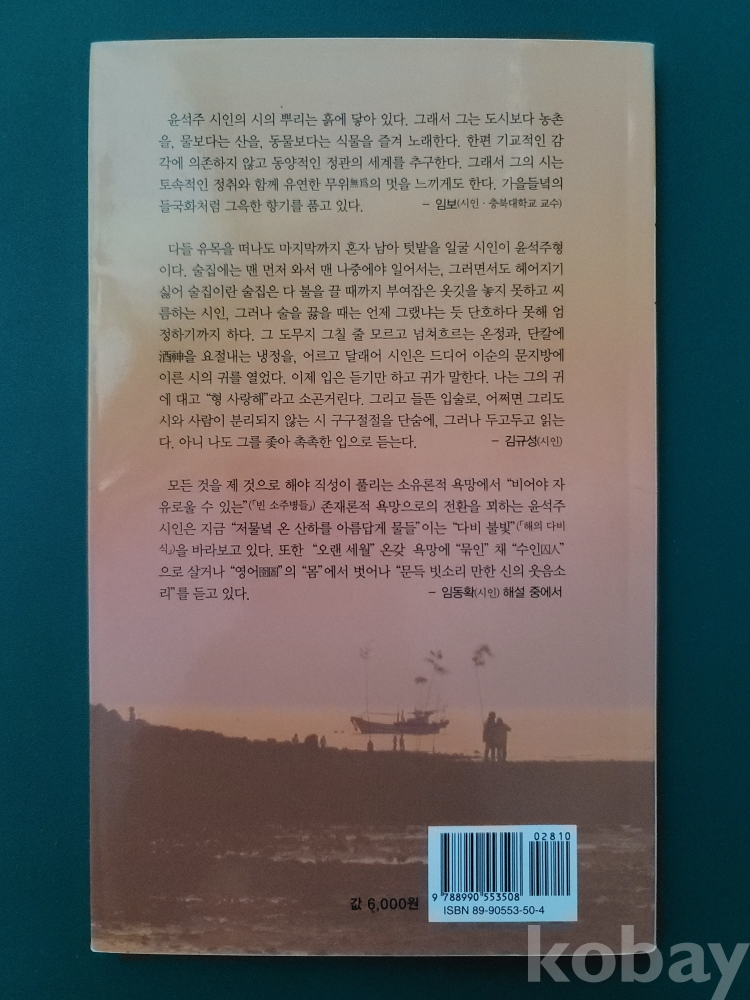 윤석주 시인의 시의 뿌리는 흙에 닿아 있다. 그래서 그는 도시보다 농촌
을, 물보다는 산을, 동물보다는 식물을 즐겨 노래한다. 한편 기교적인 감
각에 의존하지 않고 동양적인 정관의 세계를 추구한다. 그래서 그의 시는
토속적인 정취와 함께 유연한 무위無爲의 멋을 느끼게도 한다. 가을들녘의
들국화처럼 그윽한 향기를 품고 있다. – 임보(시인 · 충북대학교 교수)
다들 유목을 떠나도 마지막까지 혼자 남아 텃밭을 일굴 시인이 윤석주형
이다. 술집에는 맨 먼저 와서 맨 나중에야 일어서는, 그러면서도 헤어지기
싫어 술집이란 술집은 다 불을 끌 때까지 부여잡은 옷깃을 놓지 못하고 씨
름하는 시인, 그러나 술을 끊을 때는 언제 그랬냐는 듯 단호하다 못해 엄
정하기까지 하다. 그 도무지 그칠 줄 모르고 넘쳐흐르는 온정과, 단칼에
酒神을 요절내는 냉정을, 어르고 달래어 시인은 드디어 이순의 문지방에
이른 시의 귀를 열었다. 이제 입은 듣기만 하고 귀가 말한다. 나는 그의 귀
에 대고 “형 사랑해”라고 소곤거린다. 그리고 들뜬 입술로, 어쩌면 그리도
시와 사람이 분리되지 않는 시 구구절절을 단숨에, 그러나 두고두고 읽는
다. 아니 나도 그를 좇아 촉촉한 입으로 듣는다. – 김규성(시인)
모든 것을 제 것으로 해야 직성이 풀리는 소유론적 욕망에서 “비어야 자
유로울 수 있는”(「빈 소주병들」) 존재론적 욕망으로의 전환을 꾀하는 윤석주
시인은 지금 “저물녘 온 산하를 아름답게 물들”이는 “다비 불빛”(「해의 다비
식」)을 바라보고 있다. 또한 “오랜 세월” 온갖 욕망에 “묶인” 채 “수인囚人”
으로 살거나 “영어囹圄”의 “몸”에서 벗어나 “문득 빗소리 만한 신의 웃음소
리”를 듣고 있다. – 임동확(시인) 해설 중에서
02810
9 788990 553508
값 6,000원
ISBN 89-90553-50-4
kobay